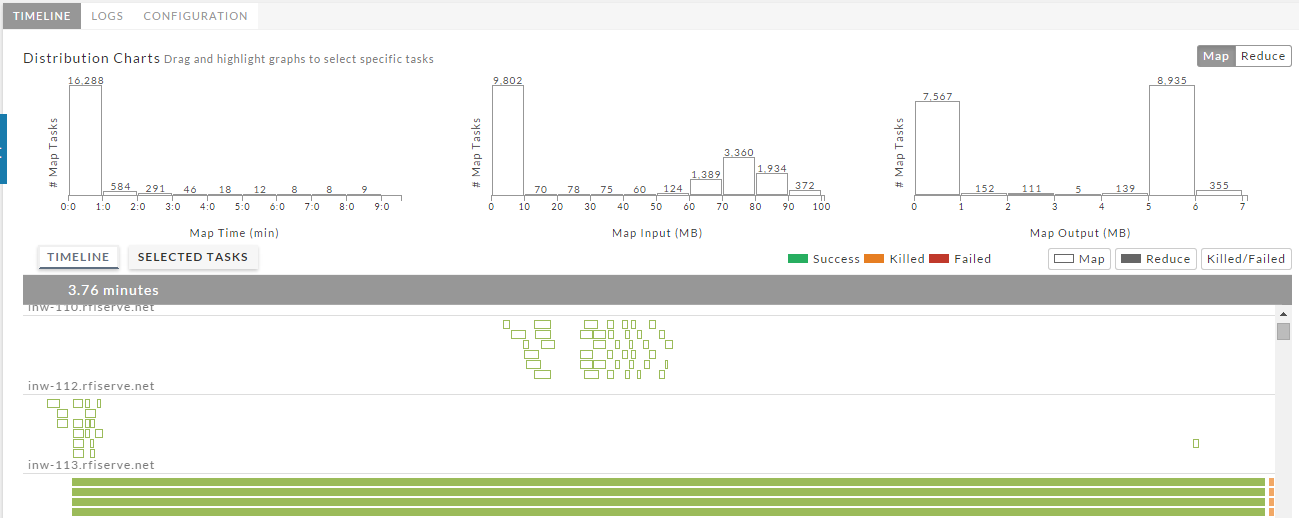 TIMELINE LOGS CONFIGURATION
Distribution Charts Drag and highlight graphs to select specific tasks
Map Reduce
# Map Tasks
16,288 584 291 46 18 12 8 8 9
0:0 1:0 2:0 3:0 4:0 5:0 6:0 7:0 8:0 9:0
Map Time (min)
# Map Tasks
9,802 70 78 75 60 124 1,389 3,360 1,934 372
0 10 20 30 40 50 60 70 80 90 100
Map Input (MB)
# Map Tasks
7,567 152 111 5 139 8,935 355
0 1 2 3 4 5 6 7
Map Output (MB)
TIMELINE SELECTED TASKS
Success Killed Failed
Map Reduce Killed/Failed
3.76 minutes
inw-110.rfiserve.net
inw-112.rfiserve.net
inw-113.rfiserve.net